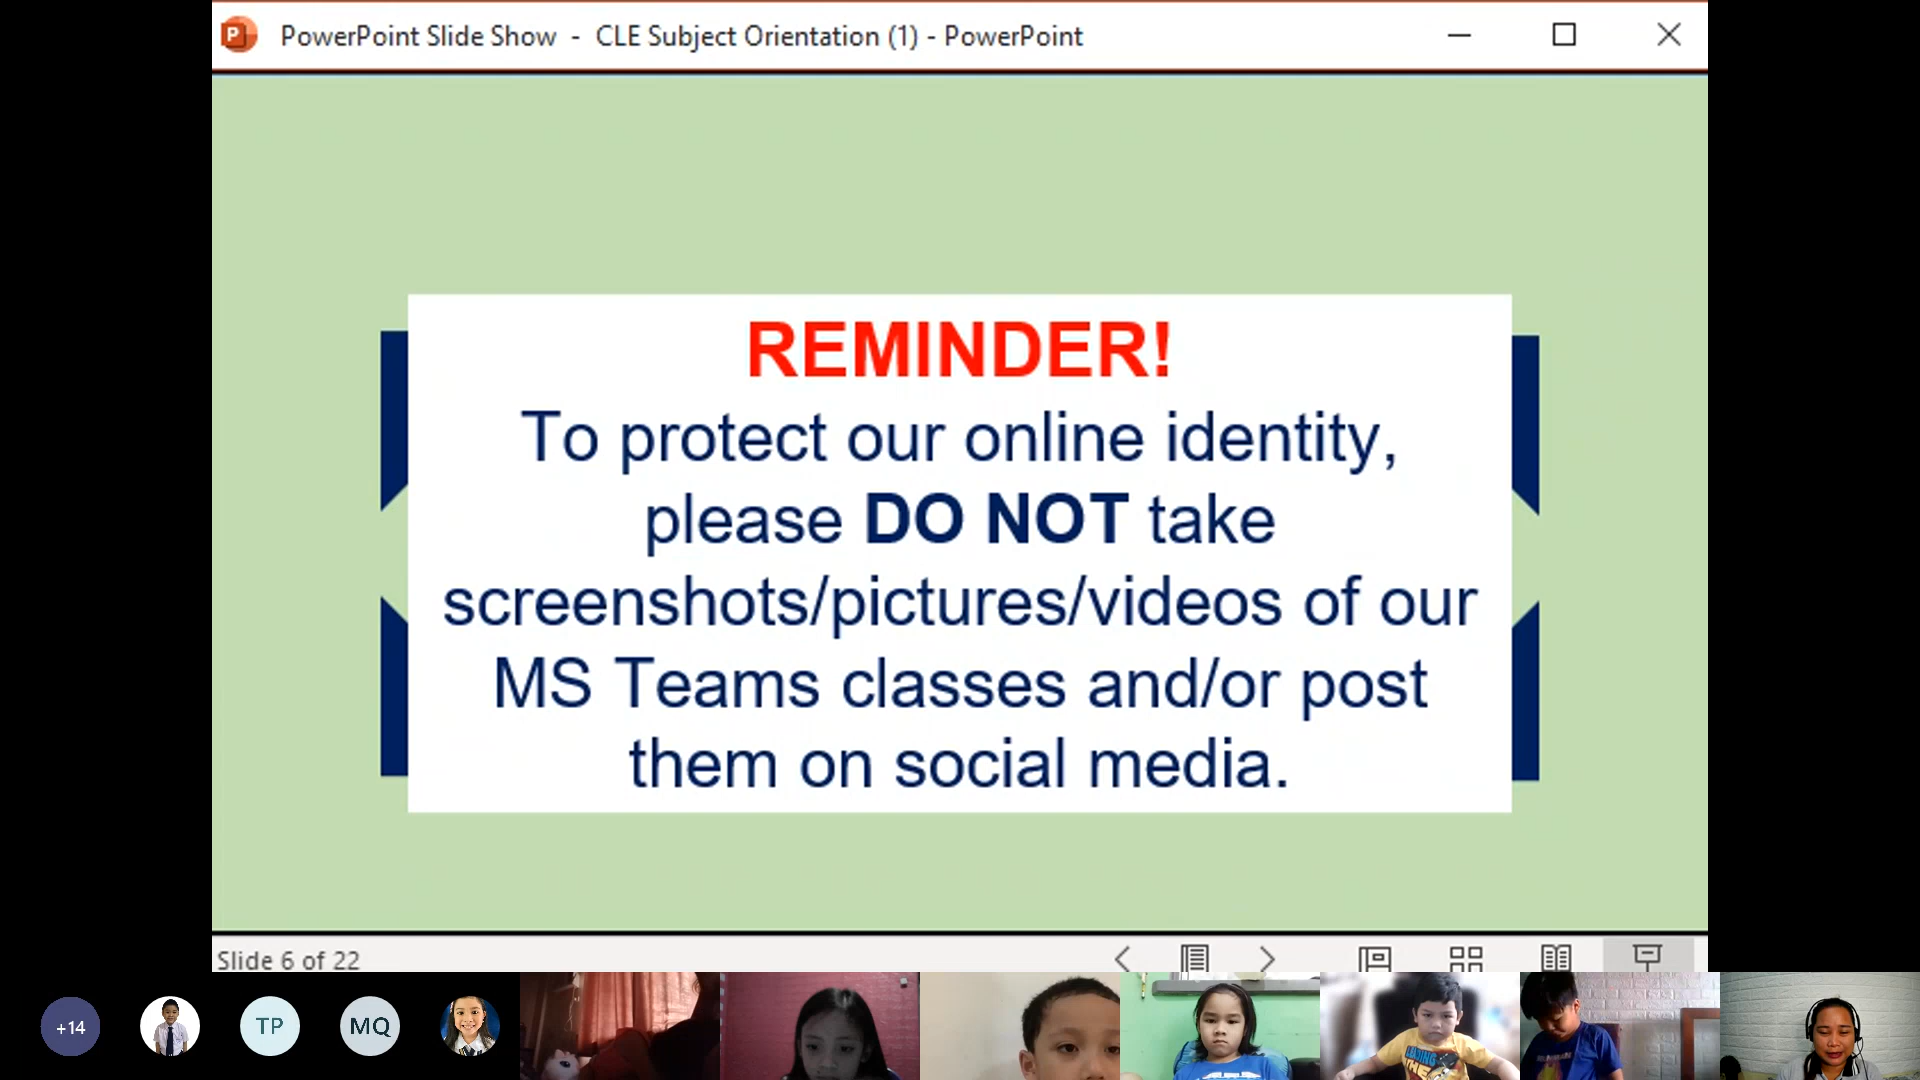 PowerPoint Slide Show - CLE Subject Orientation (1) - PowerPoint
REMINDER!
To protect our online identity,
please DO NOT take
screenshots/pictures/videos of our
MS Teams classes and/or post
them on social media.
Slide 6 of 22
+14
TP
MQ